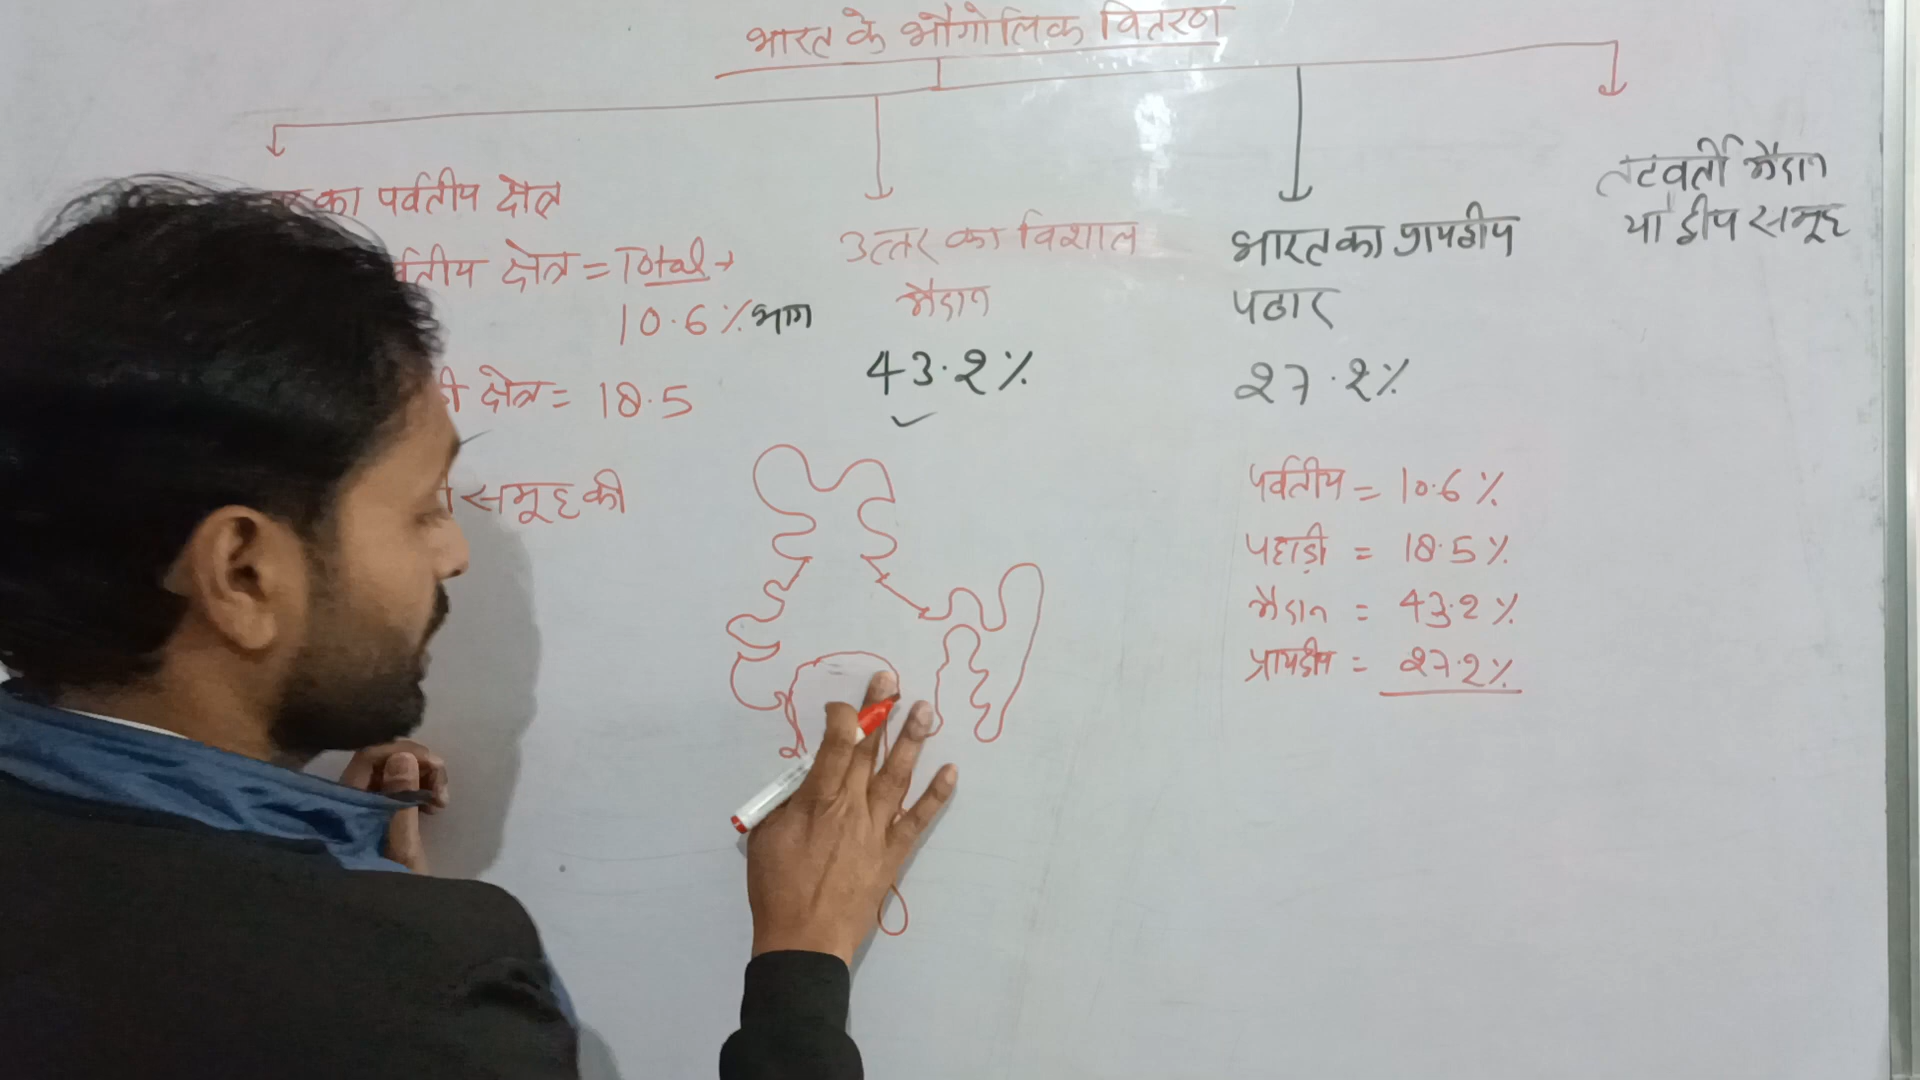 भारत के भौगोलिक वितरण
का पर्वतीय क्षेत्र
क्षेत्र = Total →
10.6% भाग
क्षेत्र = 18.5
समूह की
उत्तर का विशाल
मैदान
43.2%
भारत का प्रायद्वीप
पठार
27.2%
तटवर्ती मैदान
या द्वीप समूह
पर्वतीय = 10.6%
पहाड़ी = 18.5%
मैदान = 43.2%
प्रायद्वीप = 27.2%